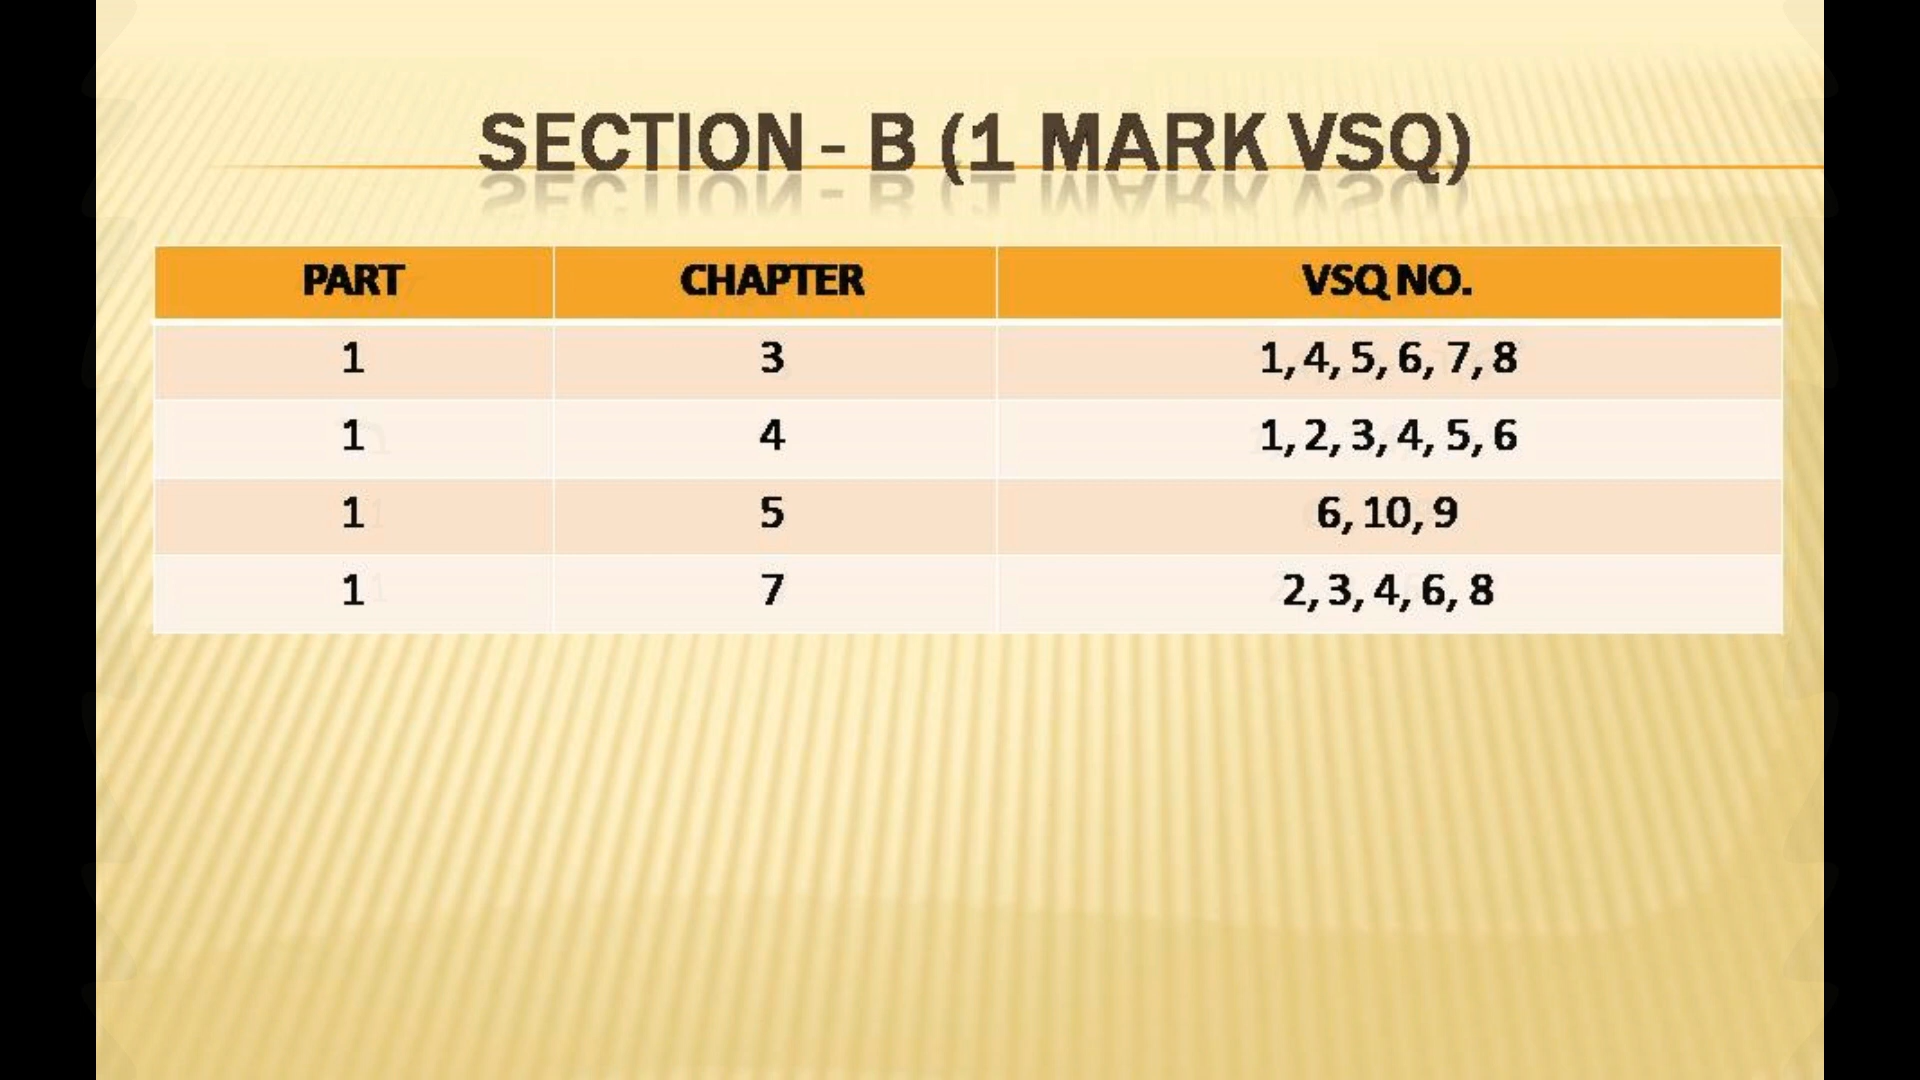 SECTION - B (1 MARK VSQ)
PART CHAPTER VSQ NO.
1 3 1, 4, 5, 6, 7, 8
1 4 1, 2, 3, 4, 5, 6
1 5 6, 10, 9
1 7 2, 3, 4, 6, 8